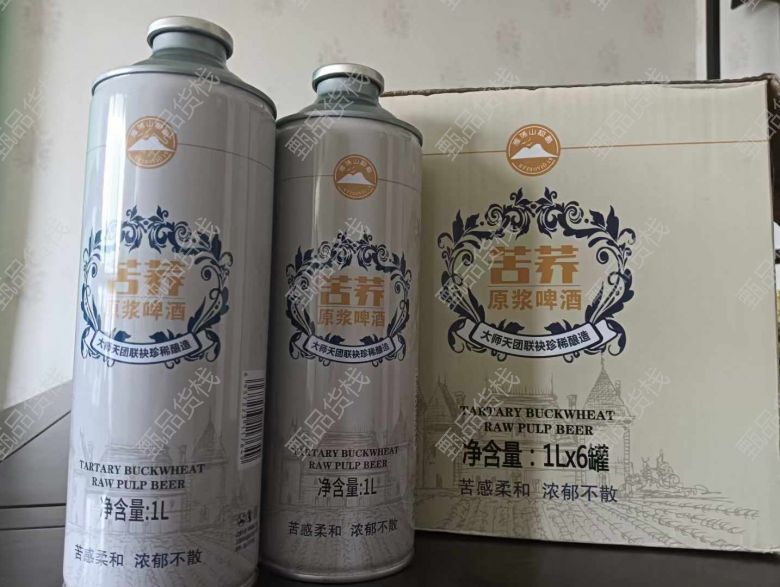 苦荞
原浆啤酒
大师天团联袂珍稀酿造
TARTARY BUCKWHEAT
RAW PULP BEER
净含量:1L
苦感柔和 浓郁不散
苦荞
原浆啤酒
大师天团联袂珍稀酿造
TARTARY BUCKWHEAT
RAW PULP BEER
净含量:1L
苦感柔和 浓郁不散
苦荞
原浆啤酒
大师天团联袂珍稀酿造
TARTARY BUCKWHEAT
RAW PULP BEER
净含量：1Lx6罐
苦感柔和 浓郁不散
甄品货栈